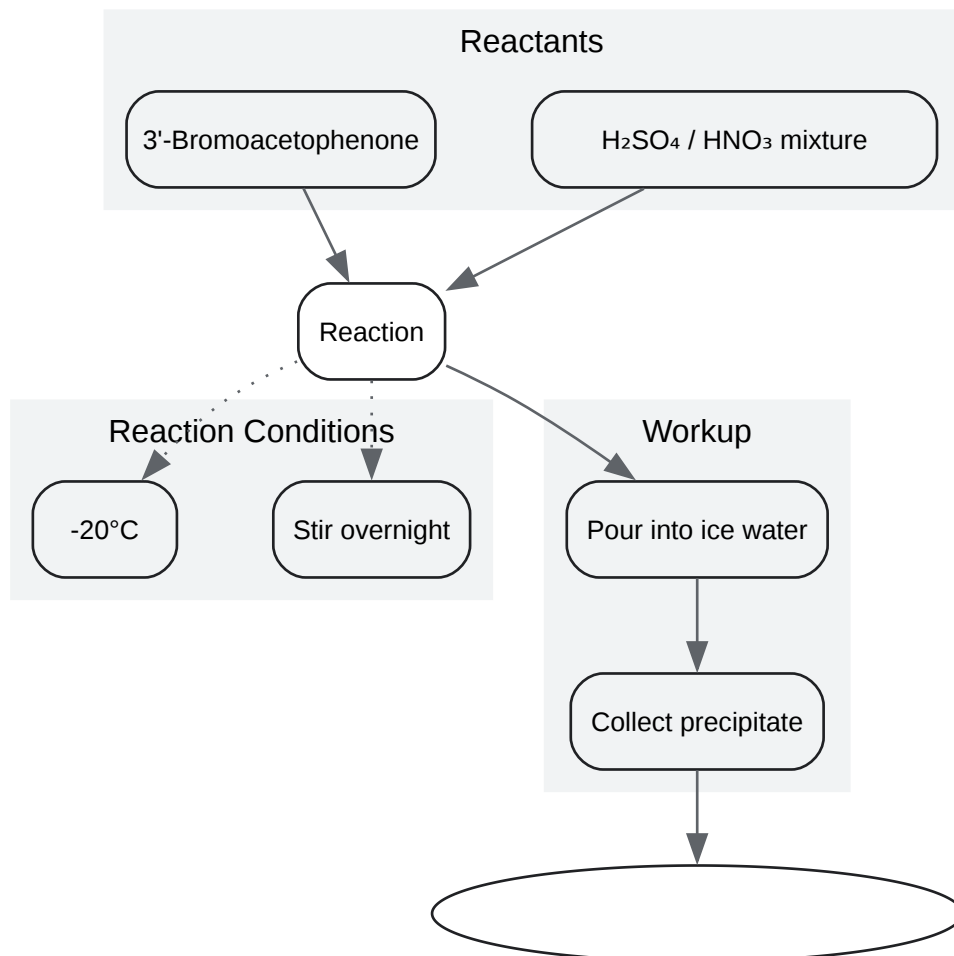 Reactants
3'-Bromoacetophenone
H₂SO₄ / HNO₃ mixture
Reaction
Reaction Conditions
Workup
-20°C
Stir overnight
Pour into ice water
Collect precipitate